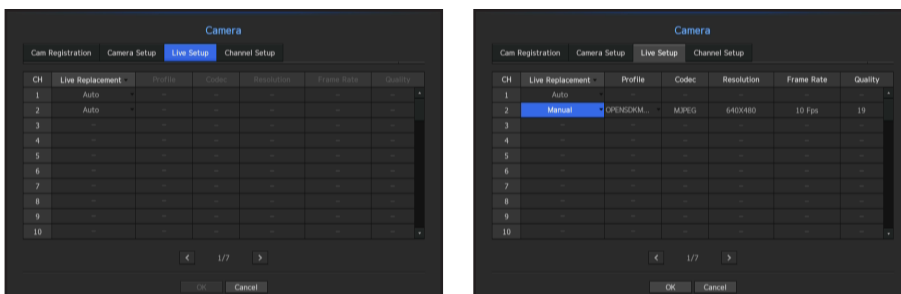 Camera
Cam Registration Camera Setup Live Setup Channel Setup
CH Live Replacement Profile Codec Resolution Frame Rate Quality
1 Auto - - - - -
2 Auto - - - - -
3 - - - - - -
4 - - - - - -
5 - - - - - -
6 - - - - - -
7 - - - - - -
8 - - - - - -
9 - - - - - -
10 - - - - - -
< 1/7 >
OK Cancel
Camera
Cam Registration Camera Setup Live Setup Channel Setup
CH Live Replacement Profile Codec Resolution Frame Rate Quality
1 Auto - - - - -
2 Manual OPENSDKM... MJPEG 640X480 10 Fps 19
3 - - - - - -
4 - - - - - -
5 - - - - - -
6 - - - - - -
7 - - - - - -
8 - - - - - -
9 - - - - - -
10 - - - - - -
< 1/7 >
OK Cancel